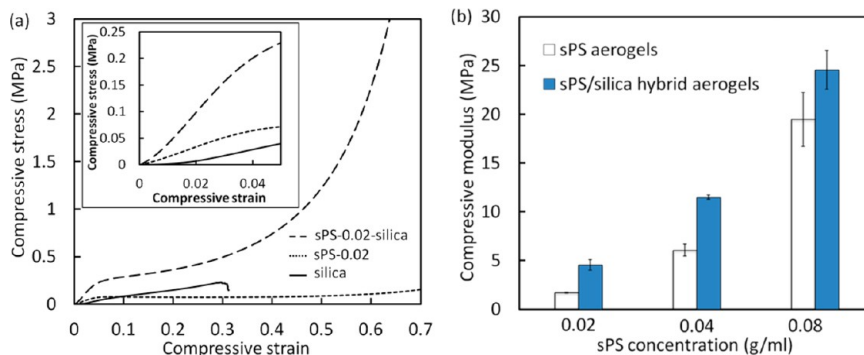 (a)
3
2.5
2
1.5
1
0.5
0
Compressive stress (MPa)
0 0.1 0.2 0.3 0.4 0.5 0.6 0.7
Compressive strain
0.25
0.2
0.15
0.1
0.05
0
Compressive stress (MPa)
0 0.02 0.04
Compressive strain
sPS-0.02-silica
sPS-0.02
silica
(b)
30
25
20
15
10
5
0
Compressive modulus (MPa)
sPS aerogels
sPS/silica hybrid aerogels
0.02 0.04 0.08
sPS concentration (g/ml)